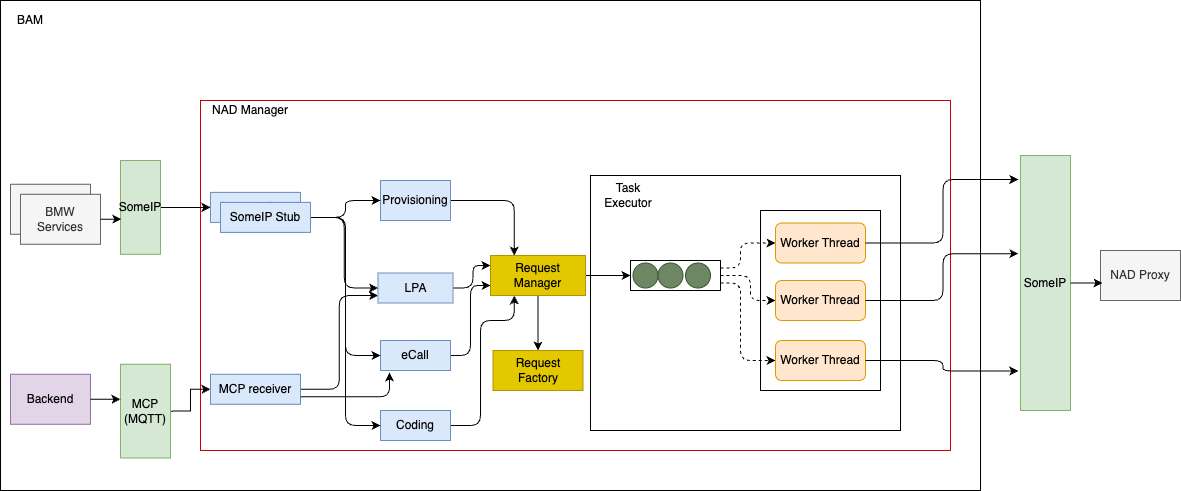 BAM
NAD Manager
BMW
Services
SomeIP
SomeIP Stub
Provisioning
LPA
eCall
Coding
Backend
MCP
(MQTT)
MCP receiver
Request
Manager
Request
Factory
Task
Executor
Worker Thread
Worker Thread
Worker Thread
SomeIP
NAD Proxy